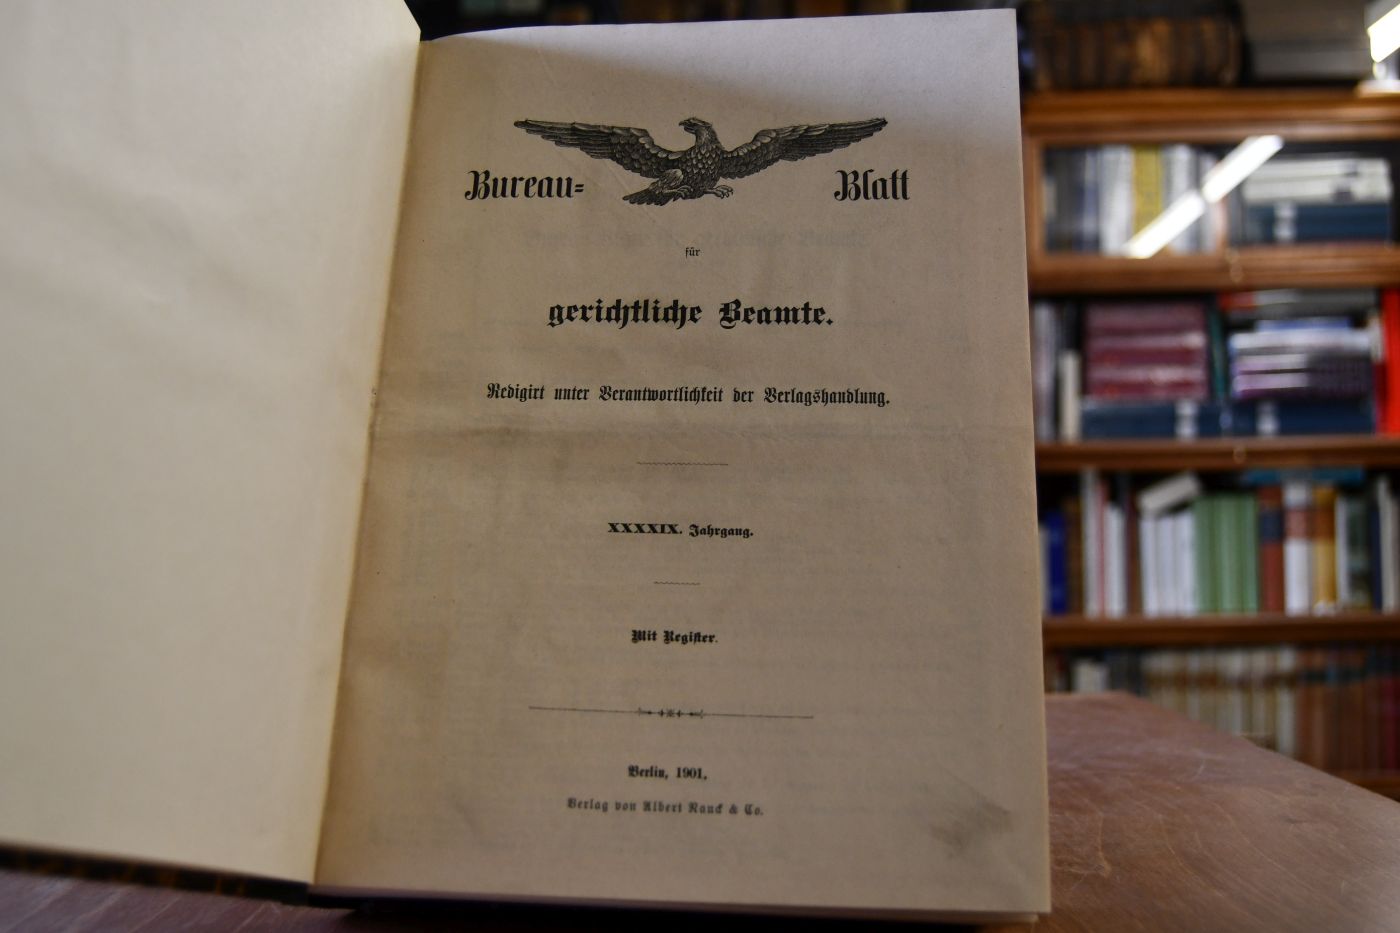 Bureau= Blatt
für
gerichtliche Beamte.
Redigirt unter Verantwortlichkeit der Verlagshandlung.
XXXXIX. Jahrgang.
Mit Register.
Berlin, 1901.
Verlag von Albert Nauck & Co.